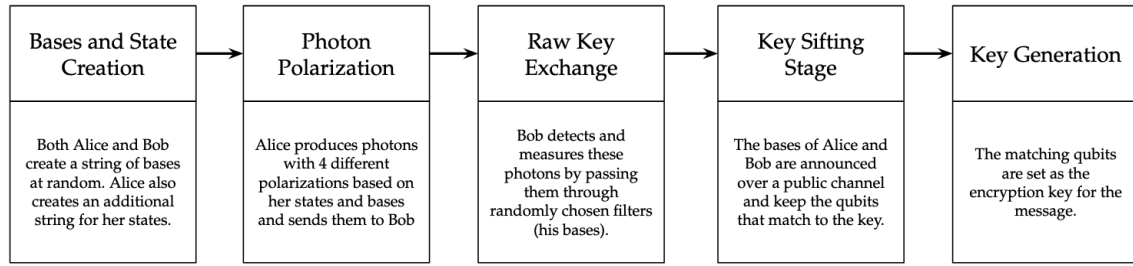 Bases and State
Creation
Both Alice and Bob
create a string of bases
at random. Alice also
creates an additional
string for her states.
Photon
Polarization
Alice produces photons
with 4 different
polarizations based on
her states and bases
and sends them to Bob
Raw Key
Exchange
Bob detects and
measures these
photons by passing
them through
randomly chosen filters
(his bases).
Key Sifting
Stage
The bases of Alice and
Bob are announced
over a public channel
and keep the qubits
that match to the key.
Key Generation
The matching qubits
are set as the
encryption key for the
message.